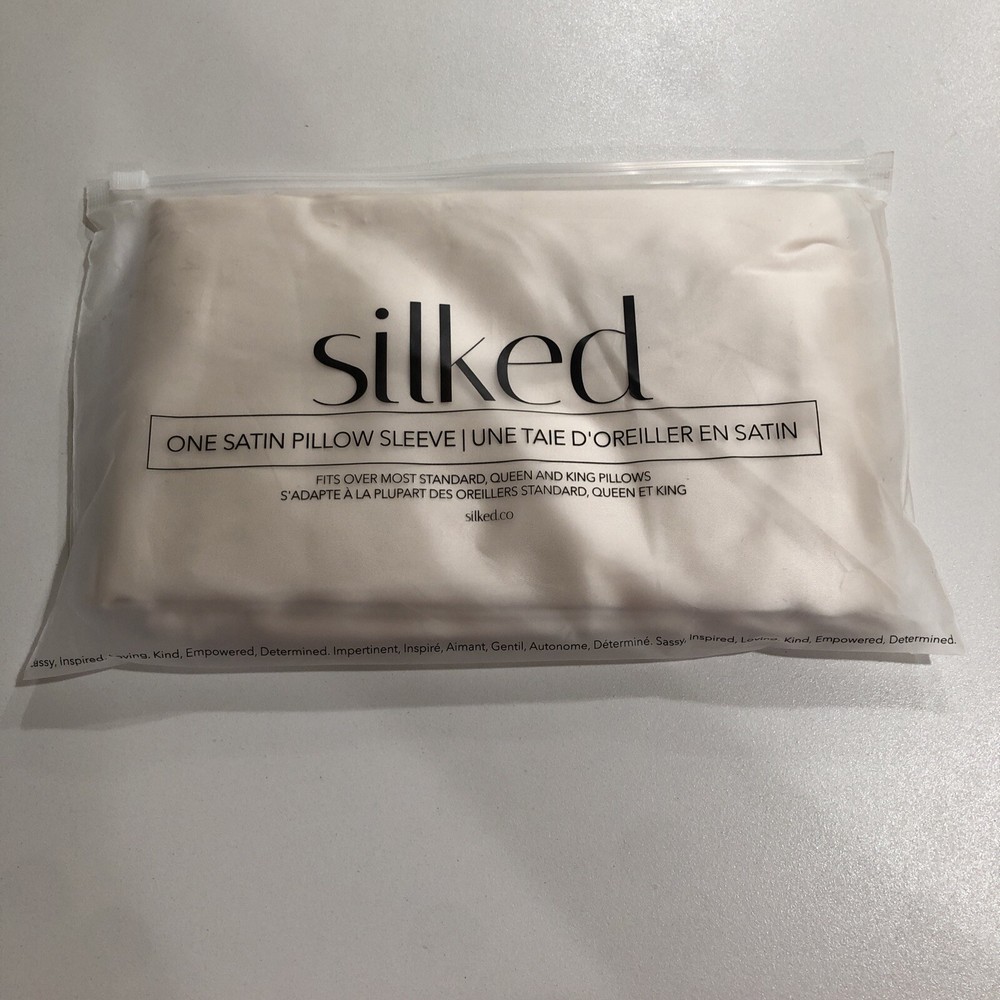 silked
ONE SATIN PILLOW SLEEVE | UNE TAIE D'OREILLER EN SATIN
FITS OVER MOST STANDARD, QUEEN AND KING PILLOWS
S'ADAPTE À LA PLUPART DES OREILLERS STANDARD, QUEEN ET KING
silked.co
Inspired. Loving. Kind, Empowered, Determined. Impertinent, Inspiré, Aimant, Gentil, Autonome, Déterminé. Sassy, Inspired, Loving. Kind, Empowered, Determined.